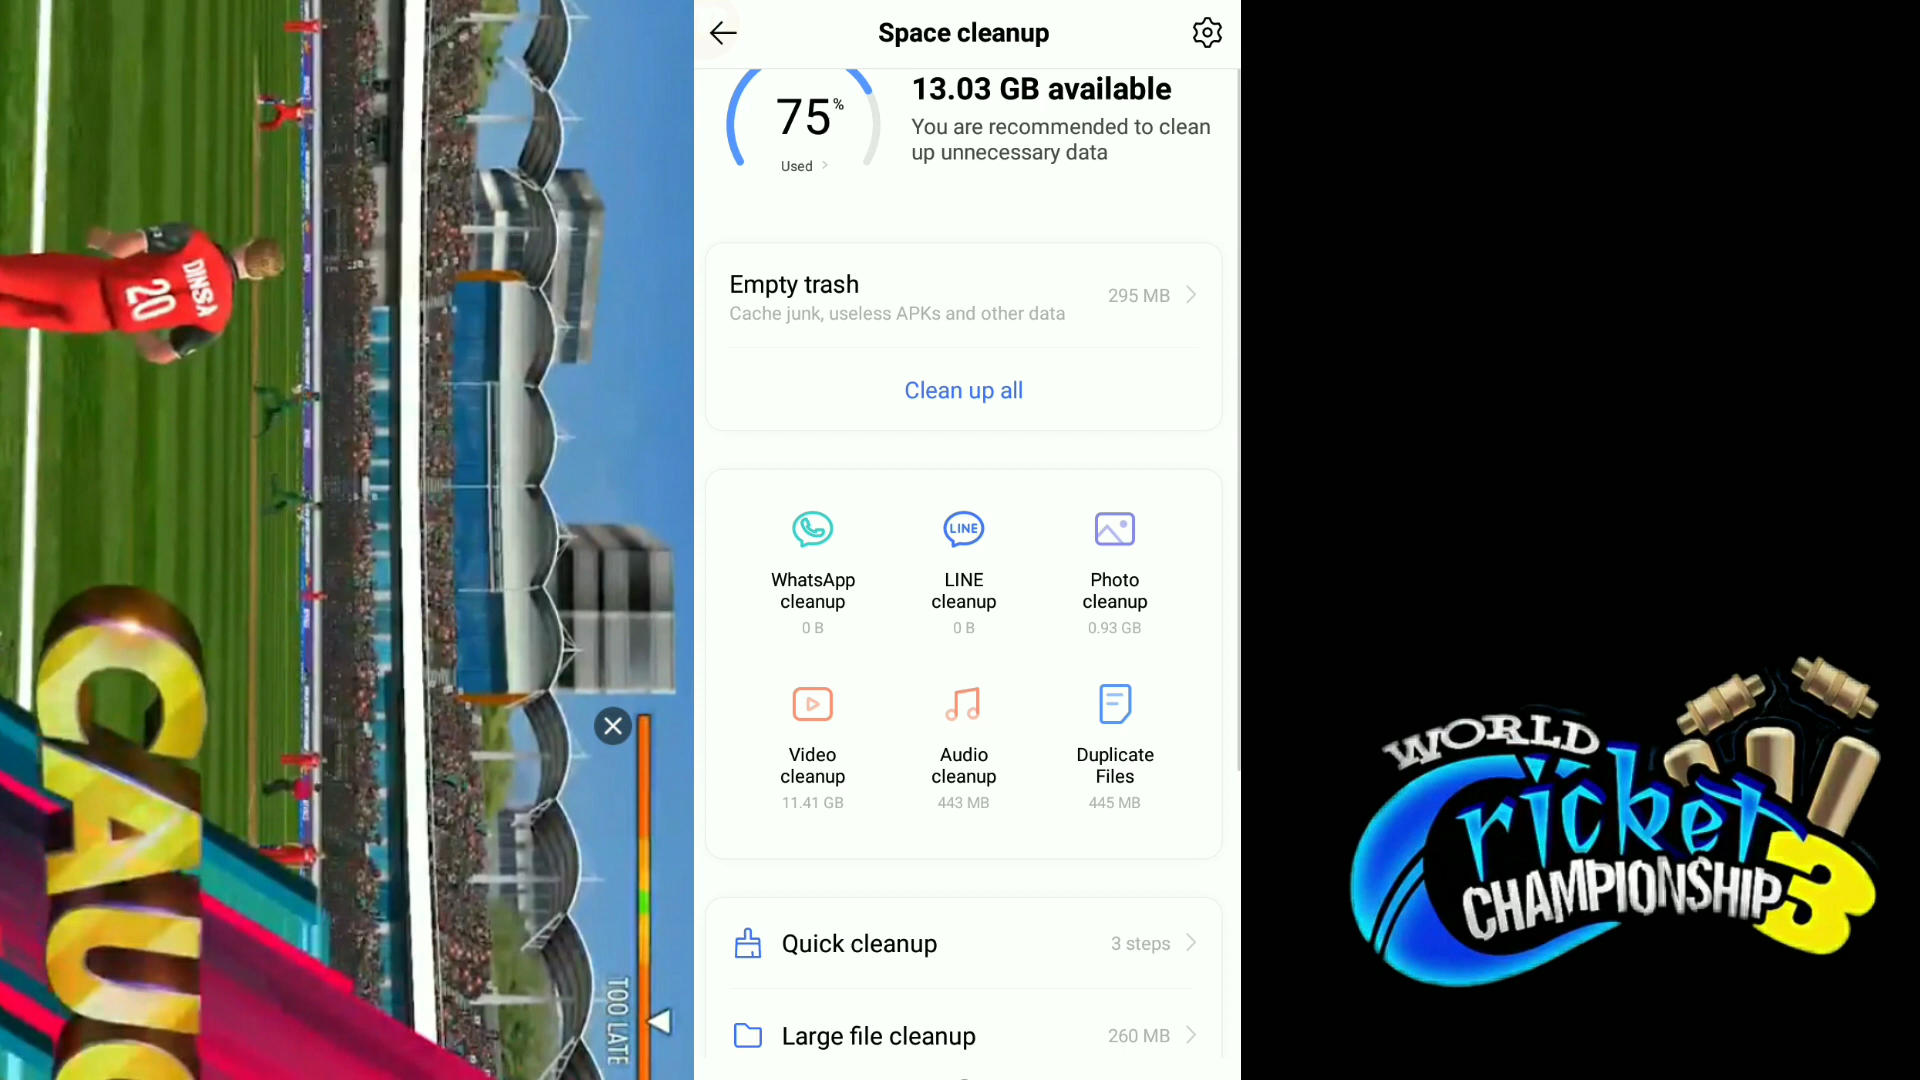 DINSA
20
CAUG
TOO LATE
Space cleanup
75%
Used
13.03 GB available
You are recommended to clean
up unnecessary data
Empty trash
295 MB
Cache junk, useless APKs and other data
Clean up all
LINE
WhatsApp
cleanup
0 B
LINE
cleanup
0 B
Photo
cleanup
0.93 GB
Video
cleanup
11.41 GB
Audio
cleanup
443 MB
Duplicate
Files
445 MB
Quick cleanup
3 steps
Large file cleanup
260 MB
WORLD
Cricket
CHAMPIONSHIP 3